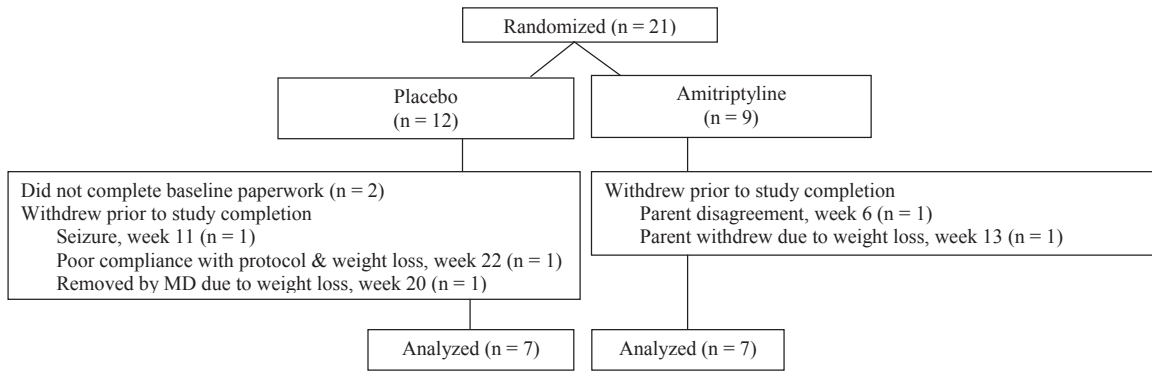 Randomized (n = 21)
Placebo
(n = 12)
Amitriptyline
(n = 9)
Did not complete baseline paperwork (n = 2)
Withdrew prior to study completion
Seizure, week 11 (n = 1)
Poor compliance with protocol & weight loss, week 22 (n = 1)
Removed by MD due to weight loss, week 20 (n = 1)
Withdrew prior to study completion
Parent disagreement, week 6 (n = 1)
Parent withdrew due to weight loss, week 13 (n = 1)
Analyzed (n = 7)
Analyzed (n = 7)